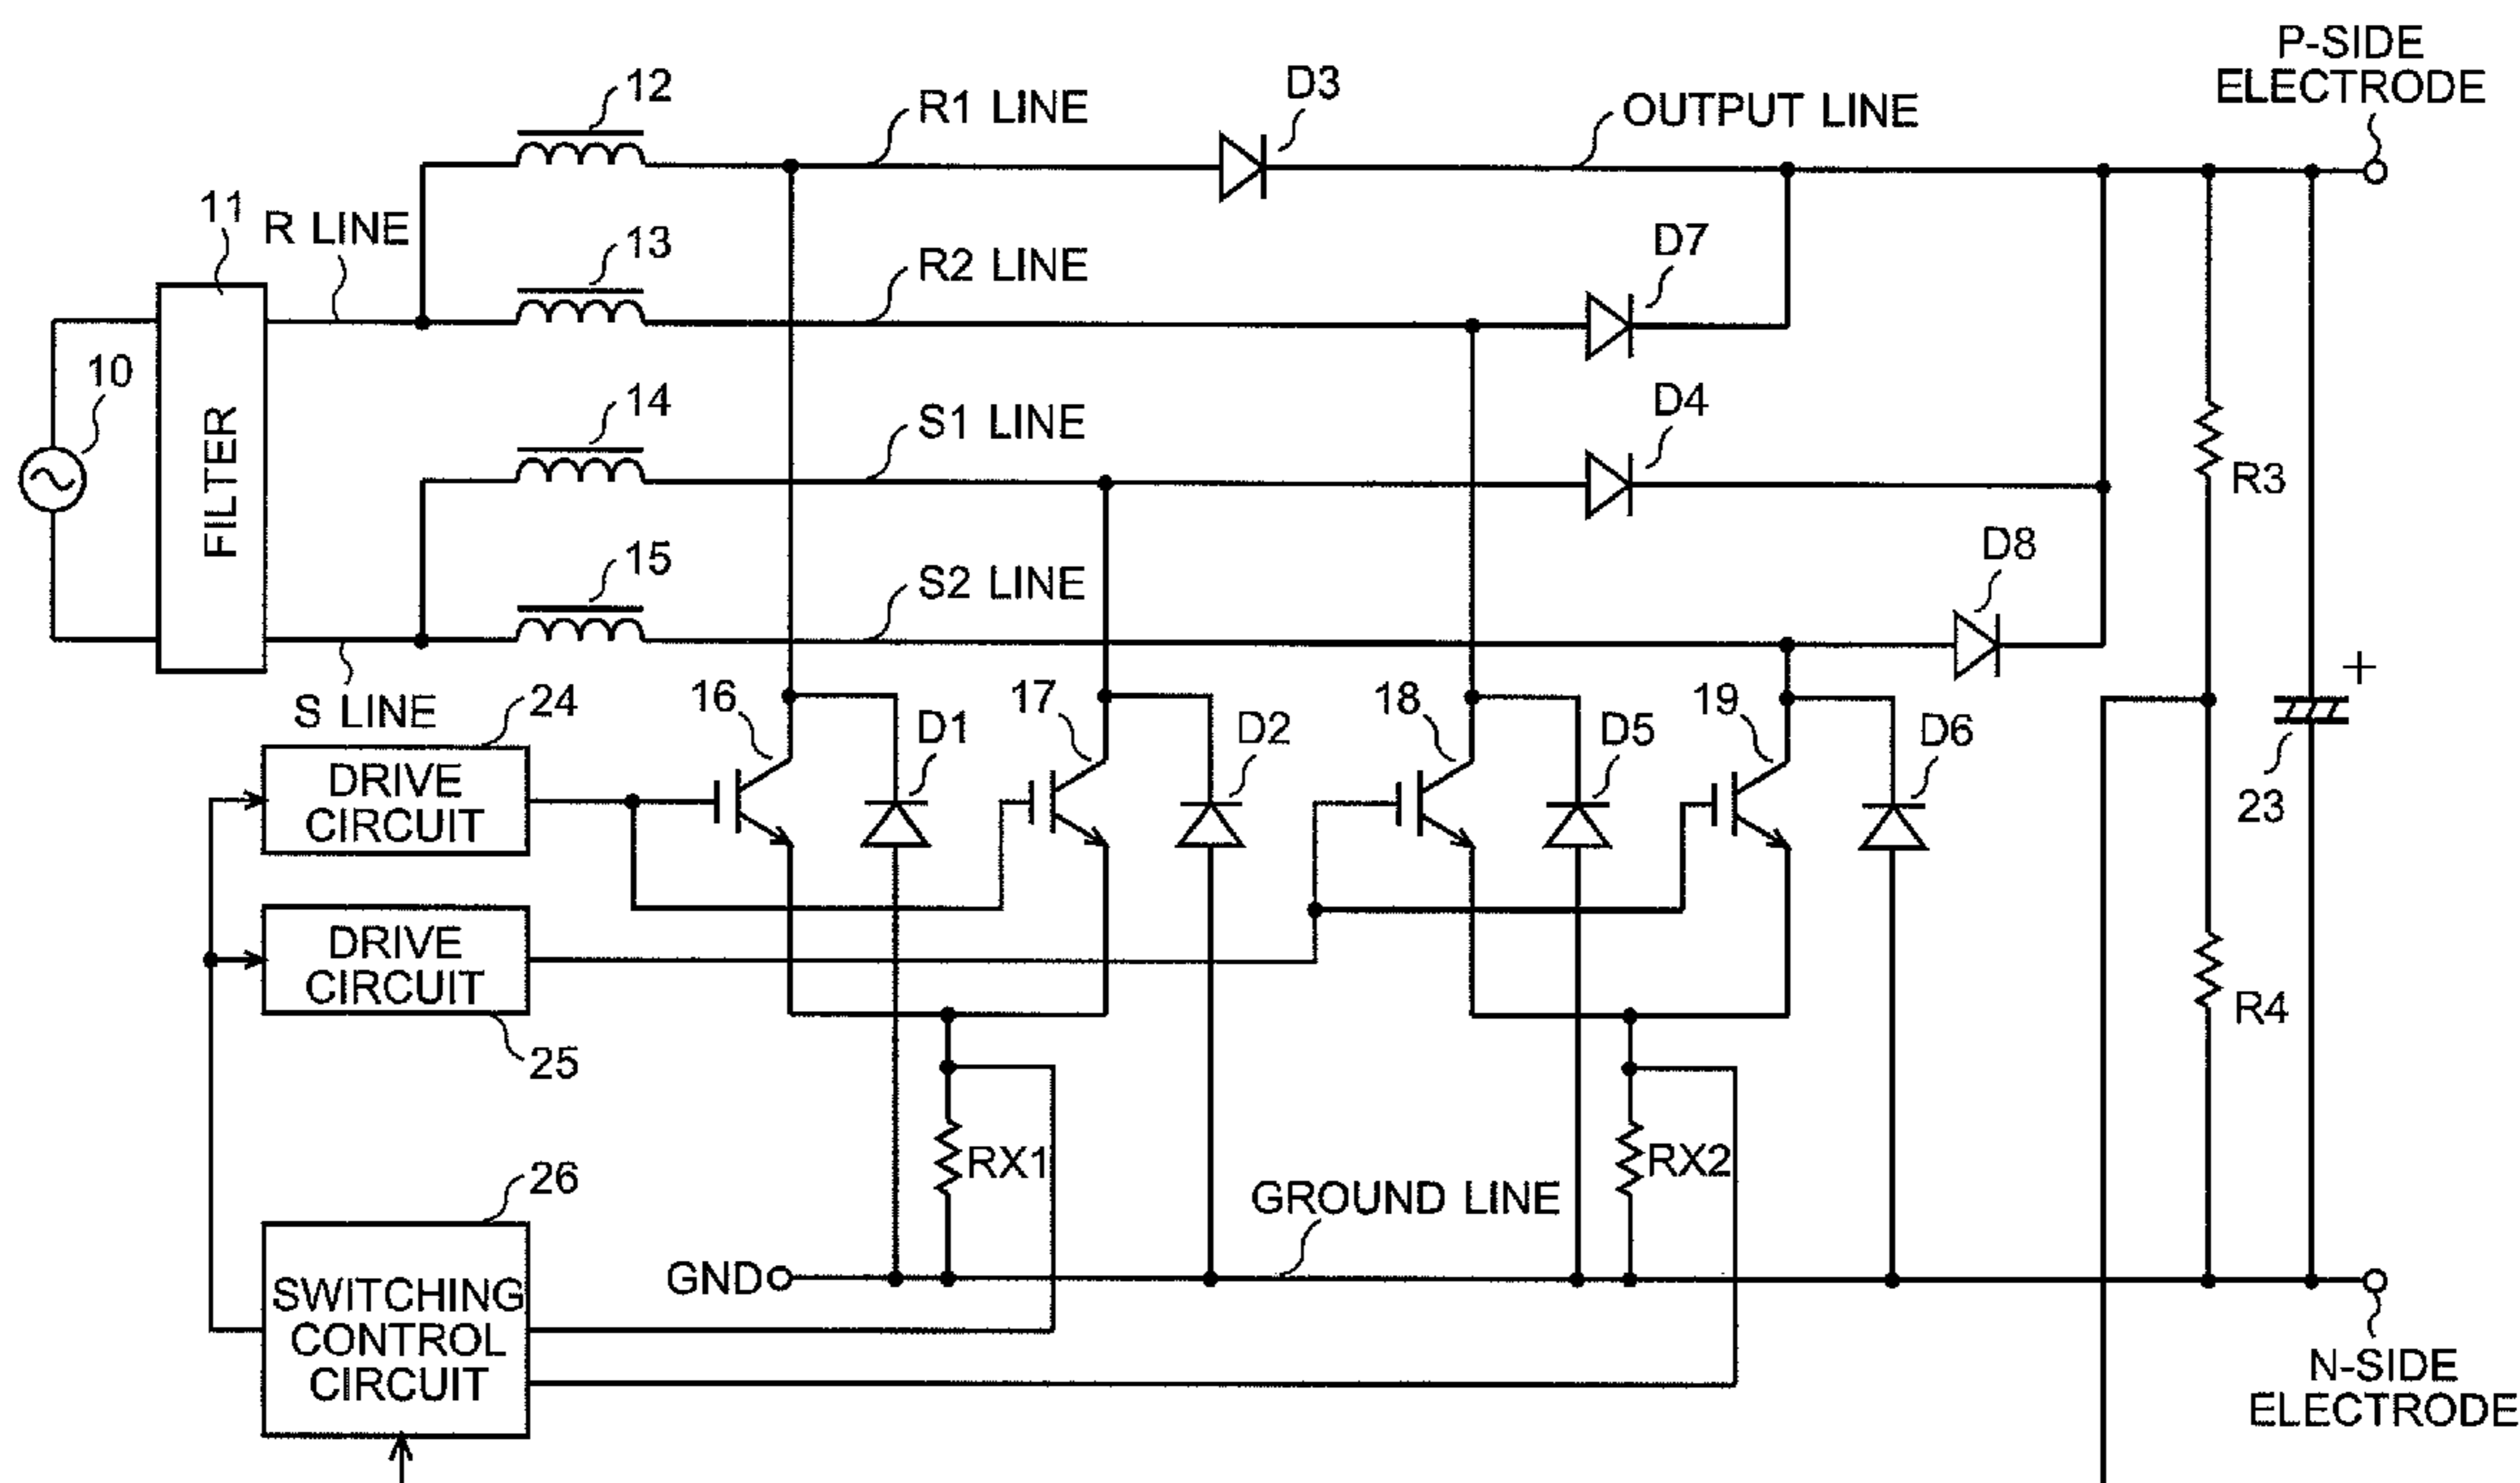 P-SIDE
ELECTRODE
12
R1 LINE
D3
OUTPUT LINE
11
R LINE
13
R2 LINE
D7
10
FILTER
14
S1 LINE
D4
R3
15
S2 LINE
D8
S LINE
24
16
17
18
19
+
DRIVE
CIRCUIT
D1
D2
D5
D6
23
DRIVE
CIRCUIT
25
R4
26
RX1
RX2
GROUND LINE
GND
SWITCHING
CONTROL
CIRCUIT
N-SIDE
ELECTRODE